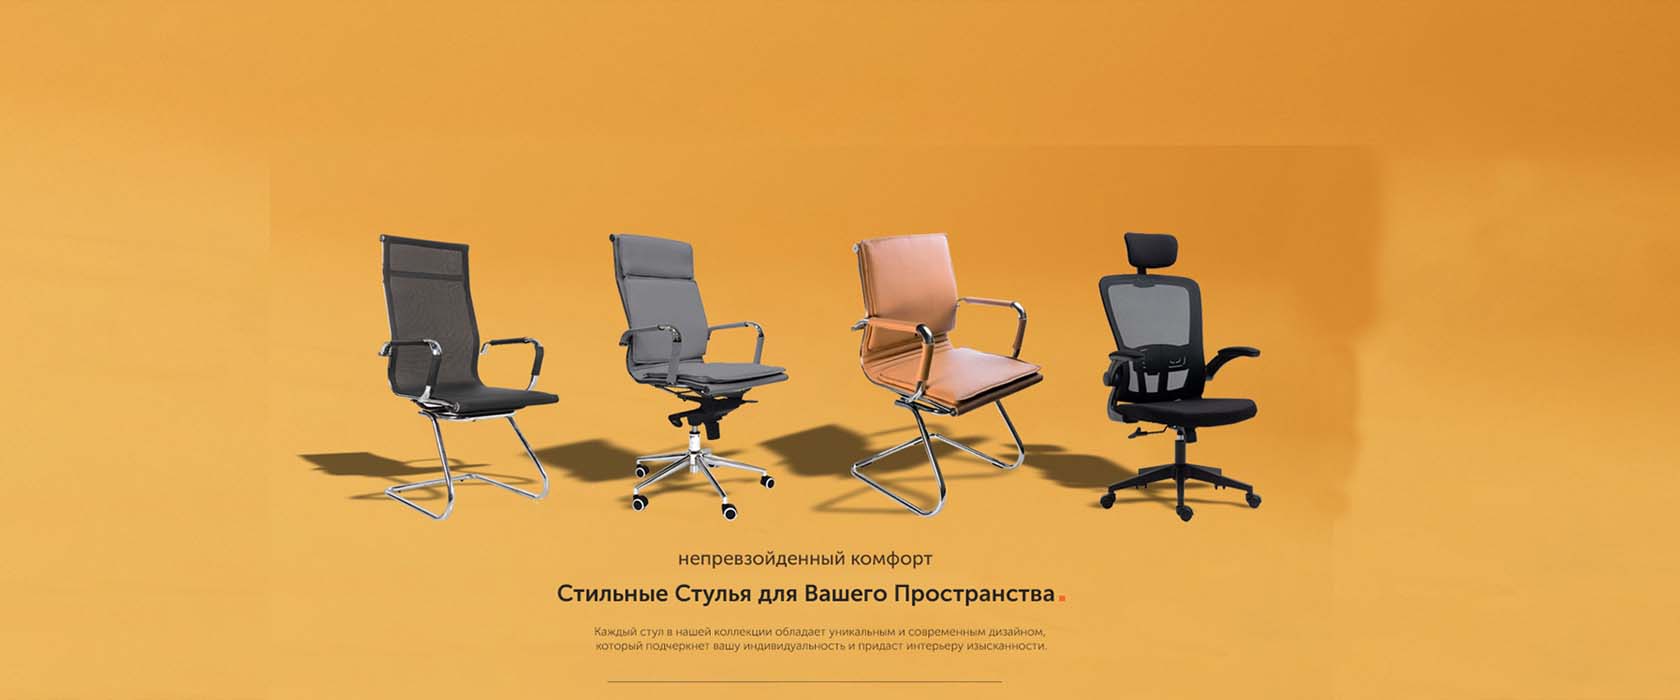 непревзойденный комфорт
Стильные Стулья для Вашего Пространства.
Каждый стул в нашей коллекции обладает уникальным и современным дизайном,
который подчеркнет вашу индивидуальность и придаст интерьеру изысканности.